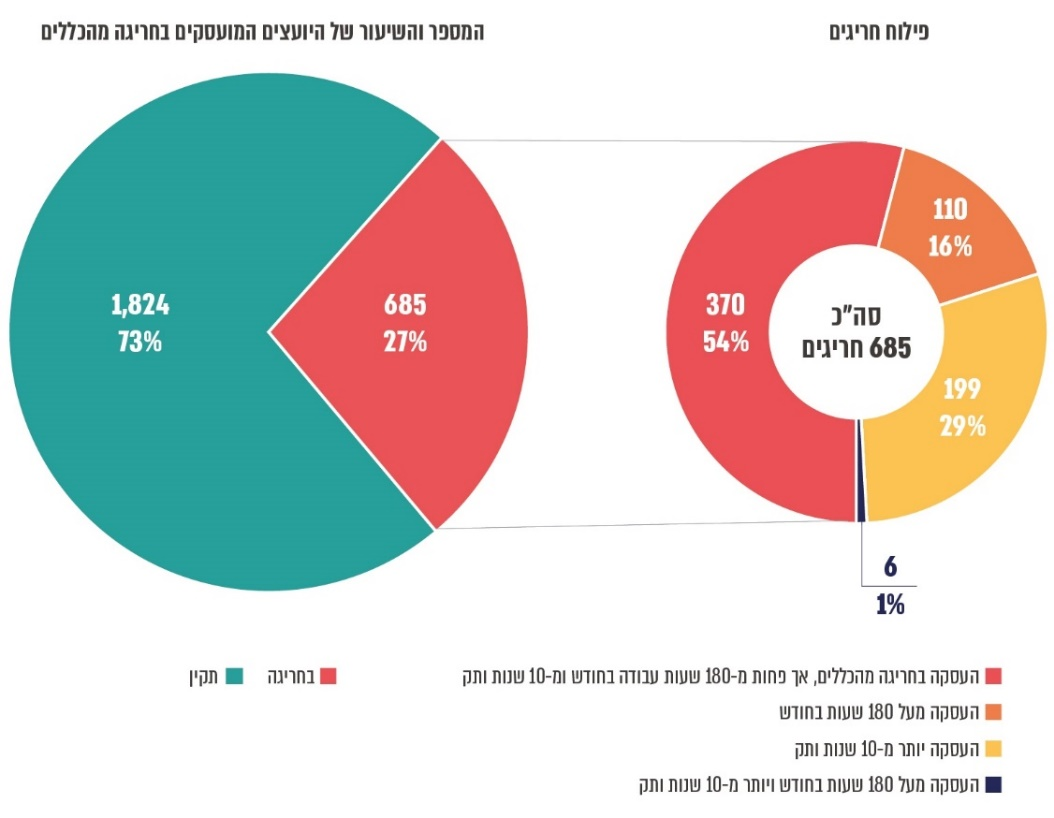 המספר והשיעור של היועצים המועסקים בחריגה מהכללים
פילוח חריגים
1,824
73%
685
27%
110
16%
370
54%
סה"כ
685 חריגים
199
29%
6
1%
בחריגה
תקין
העסקה בחריגה מהכללים, אך פחות מ-180 שעות עבודה בחודש ומ-10 שנות ותק
העסקה מעל 180 שעות בחודש
העסקה יותר מ-10 שנות ותק
העסקה מעל 180 שעות בחודש ויותר מ-10 שנות ותק